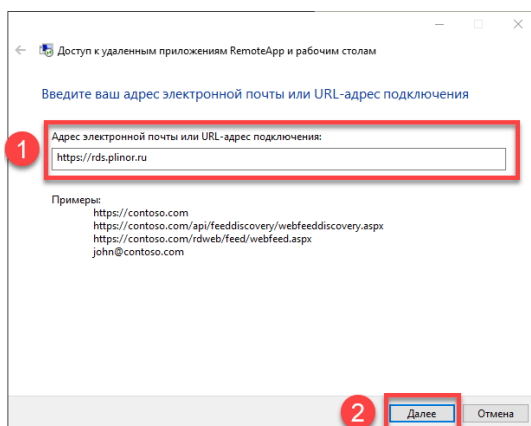 Доступ к удаленным приложениям RemoteApp и рабочим столам
Введите ваш адрес электронной почты или URL-адрес подключения
1
Адрес электронной почты или URL-адрес подключения:
https://rds.plinor.ru
Примеры:
https://contoso.com
https://contoso.com/api/feeddiscovery/webfeeddiscovery.aspx
https://contoso.com/rdweb/feed/webfeed.aspx
john@contoso.com
2
Далее
Отмена